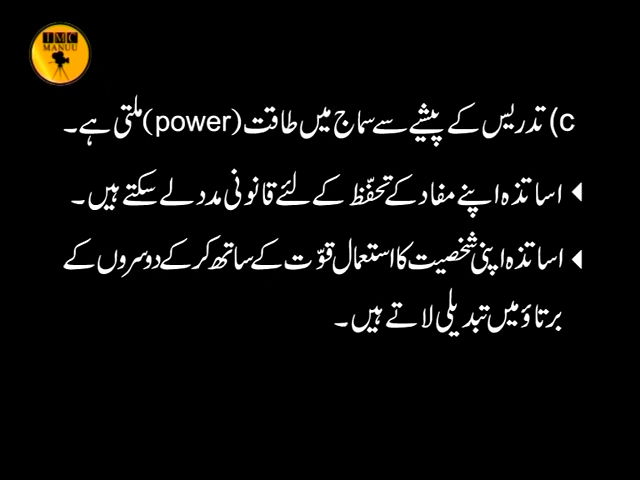 IMC
MANUU
c) تدریس کے پیشے سے سماج میں طاقت (power) ملتی ہے۔
اساتذہ اپنے مفاد کے تحفّظ کے لئے قانونی مدد لے سکتے ہیں۔
اساتذہ اپنی شخصیت کا استعمال قوّت کے ساتھ کر کے دوسروں کے
برتاؤ میں تبدیلی لاتے ہیں۔